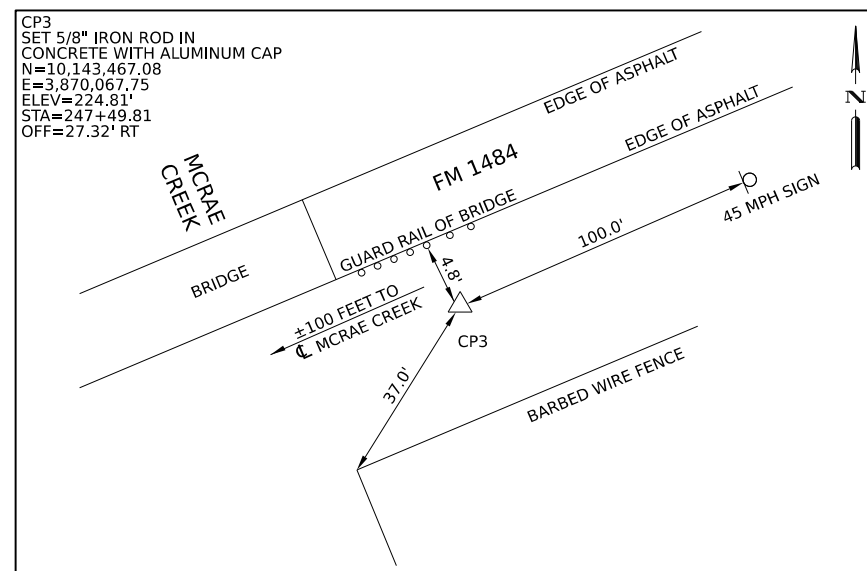 CP3
SET 5/8" IRON ROD IN
CONCRETE WITH ALUMINUM CAP
N=10,143,467.08
E=3,870,067.75
ELEV=224.81'
STA=247+49.81
OFF=27.32' RT
EDGE OF ASPHALT
N
EDGE OF ASPHALT
MCRAE
CREEK
FM 1484
45 MPH SIGN
GUARD RAIL OF BRIDGE
100.0'
BRIDGE
4.8'
±100 FEET TO
℄ MCRAE CREEK
CP3
37.0'
BARBED WIRE FENCE